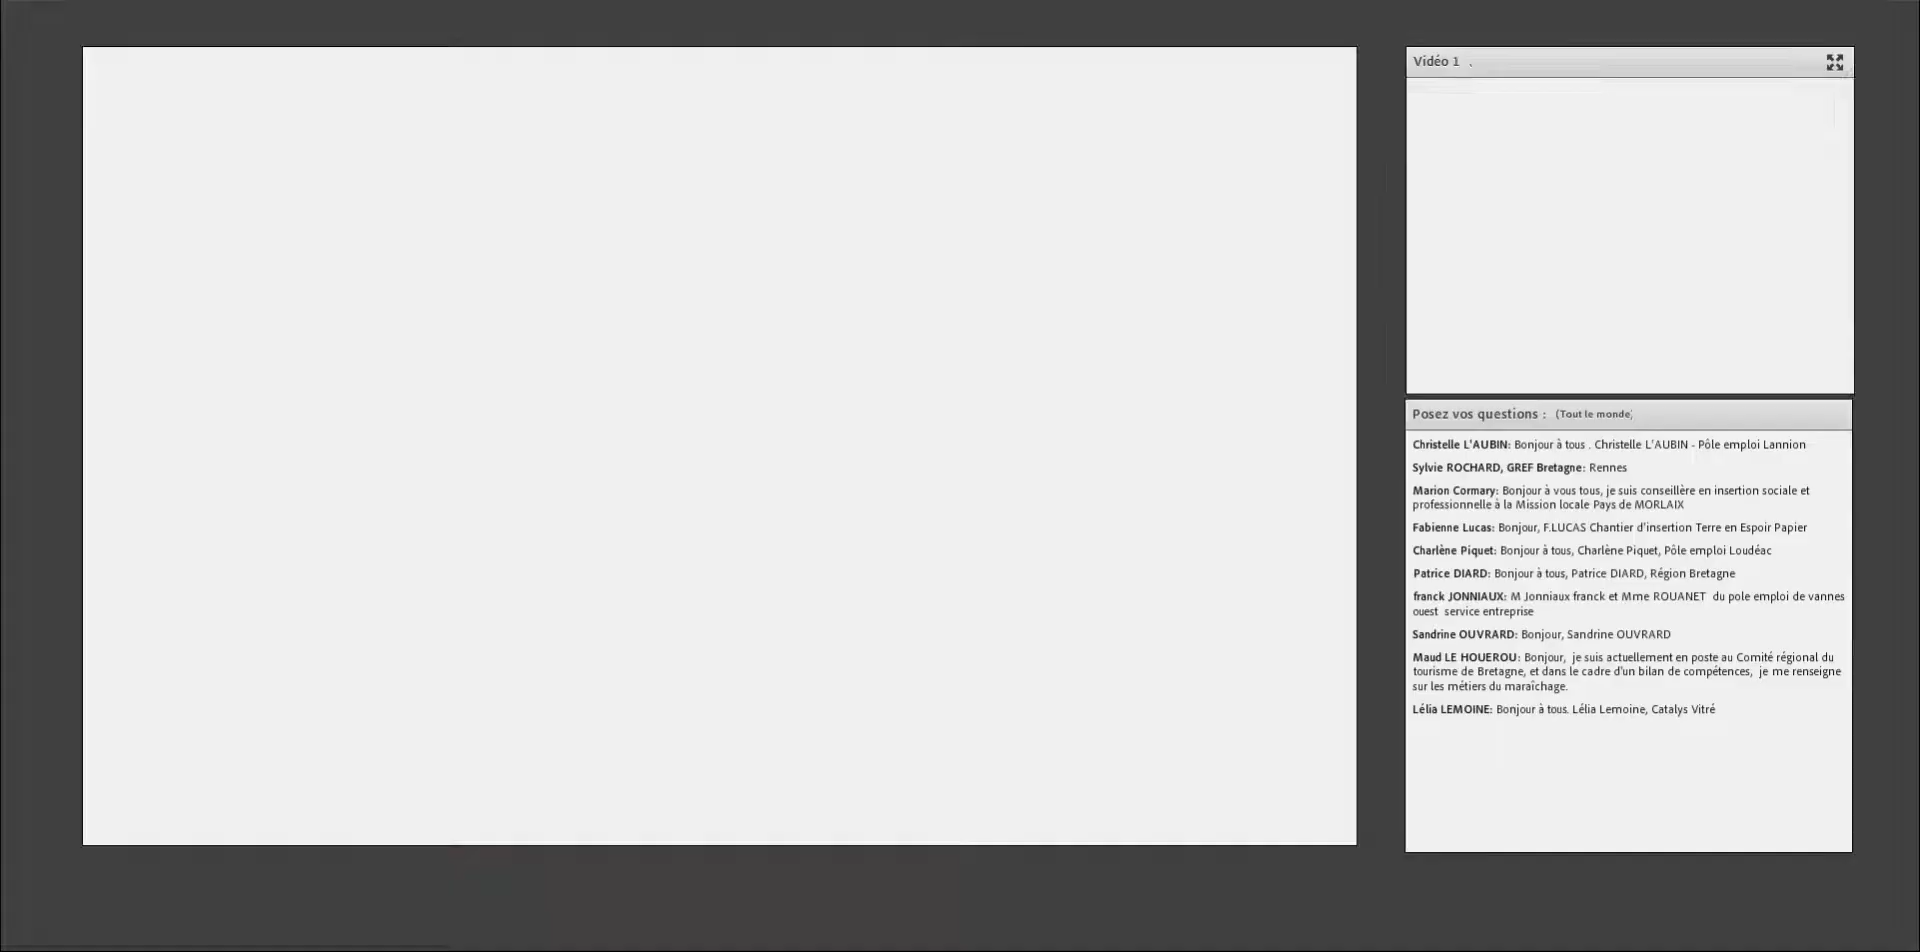 Vidéo 1 .
Posez vos questions : (Tout le monde)
Christelle L'AUBIN: Bonjour à tous . Christelle L'AUBIN - Pôle emploi Lannion
Sylvie ROCHARD, GREF Bretagne: Rennes
Marion Cormary: Bonjour à vous tous, je suis conseillère en insertion sociale et
professionnelle à la Mission locale Pays de MORLAIX
Fabienne Lucas: Bonjour, F.LUCAS Chantier d'insertion Terre en Espoir Papier
Charlène Piquet: Bonjour à tous, Charlène Piquet, Pôle emploi Loudéac
Patrice DIARD: Bonjour à tous, Patrice DIARD, Région Bretagne
franck JONNIAUX: M Jonniaux franck et Mme ROUANET du pole emploi de vannes
ouest service entreprise
Sandrine OUVRARD: Bonjour, Sandrine OUVRARD
Maud LE HOUEROU: Bonjour, je suis actuellement en poste au Comité régional du
tourisme de Bretagne, et dans le cadre d'un bilan de compétences, je me renseigne
sur les métiers du maraîchage.
Lélia LEMOINE: Bonjour à tous. Lélia Lemoine, Catalys Vitré